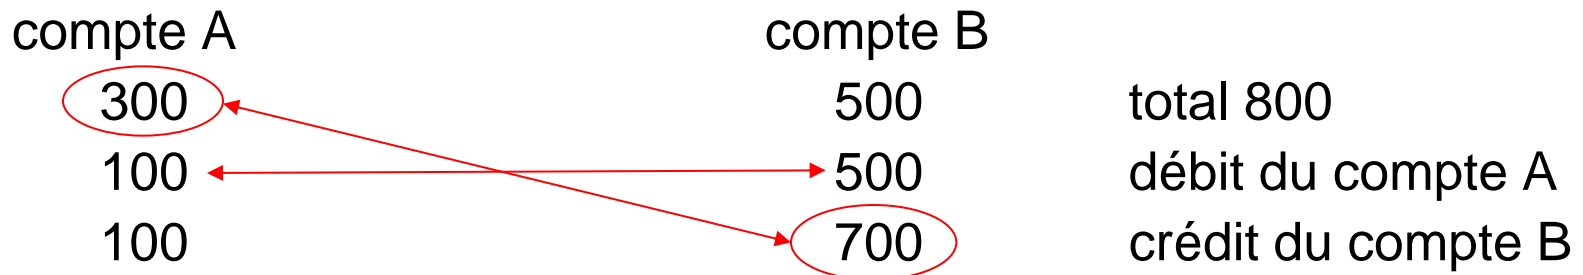 compte A compte B
300 500 total 800
100 500 débit du compte A
100 700 crédit du compte B